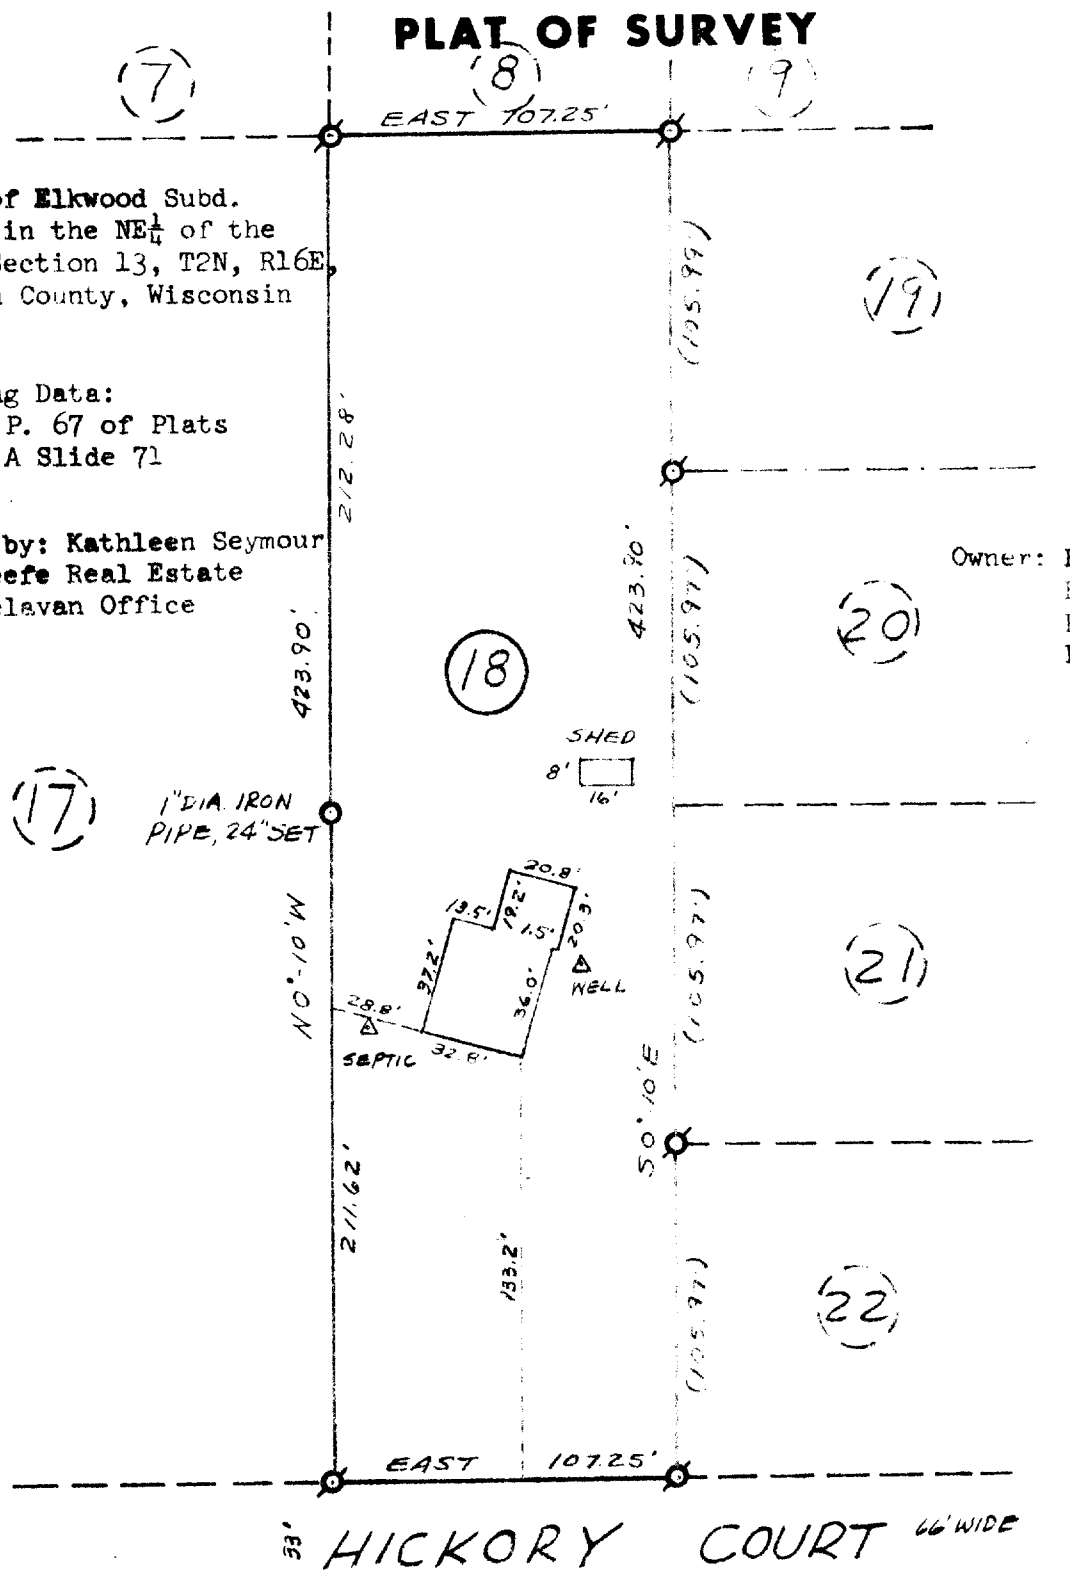 PLAT OF SURVEY
7
8
9
EAST 107.25'
of Elkwood Subd.
in the NE¼ of the
Section 13, T2N, R16E,
County, Wisconsin
(105.99')
19
Data:
P. 67 of Plats
A Slide 71
212.28'
by: Kathleen Seymour
Real Estate
Office
423.90'
423.90'
(105.97')
Owner:
20
18
SHED
8'
16'
17
1" DIA. IRON
PIPE, 24" SET
20.8'
19.2'
13.5'
1.5'
20.3'
37.2'
36.0'
WELL
N0°-10'W
28.8'
SEPTIC
32.8'
(105.97')
21
S0°10'E
211.62'
133.2'
(105.97')
22
EAST 107.25'
33'
HICKORY COURT 66' WIDE